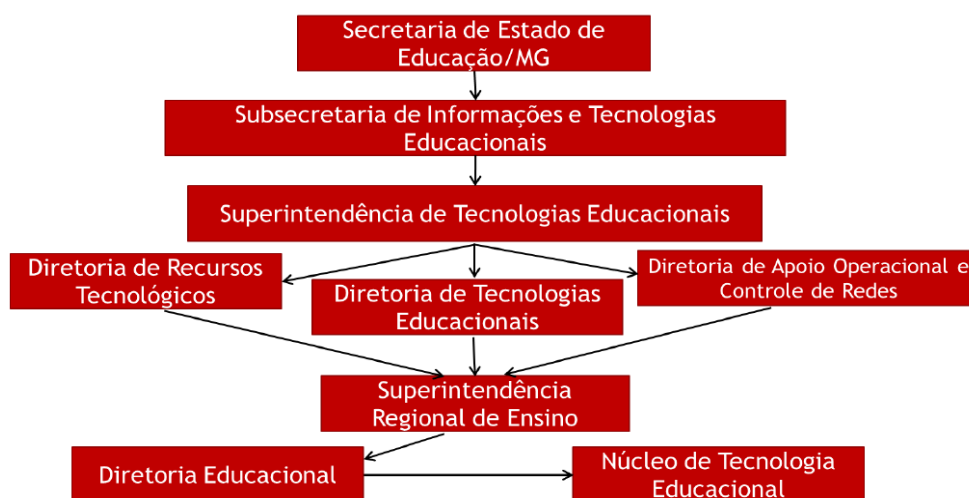 Secretaria de Estado de
Educação/MG
Subsecretaria de Informações e Tecnologias
Educacionais
Superintendência de Tecnologias Educacionais
Diretoria de Recursos
Tecnológicos
Diretoria de Tecnologias
Educacionais
Diretoria de Apoio Operacional e
Controle de Redes
Superintendência
Regional de Ensino
Diretoria Educacional
Núcleo de Tecnologia
Educacional